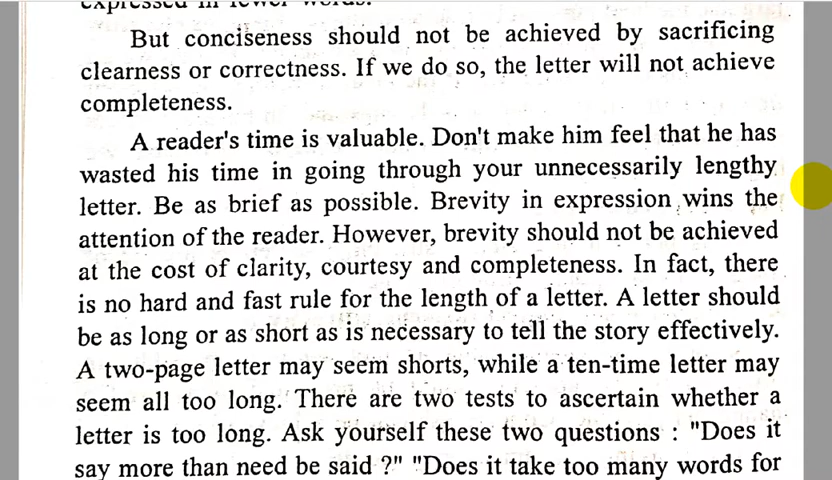 expressed in fewer words.
But conciseness should not be achieved by sacrificing
clearness or correctness. If we do so, the letter will not achieve
completeness.
A reader's time is valuable. Don't make him feel that he has
wasted his time in going through your unnecessarily lengthy
letter. Be as brief as possible. Brevity in expression wins the
attention of the reader. However, brevity should not be achieved
at the cost of clarity, courtesy and completeness. In fact, there
is no hard and fast rule for the length of a letter. A letter should
be as long or as short as is necessary to tell the story effectively.
A two-page letter may seem shorts, while a ten-time letter may
seem all too long. There are two tests to ascertain whether a
letter is too long. Ask yourself these two questions : "Does it
say more than need be said ?" "Does it take too many words for